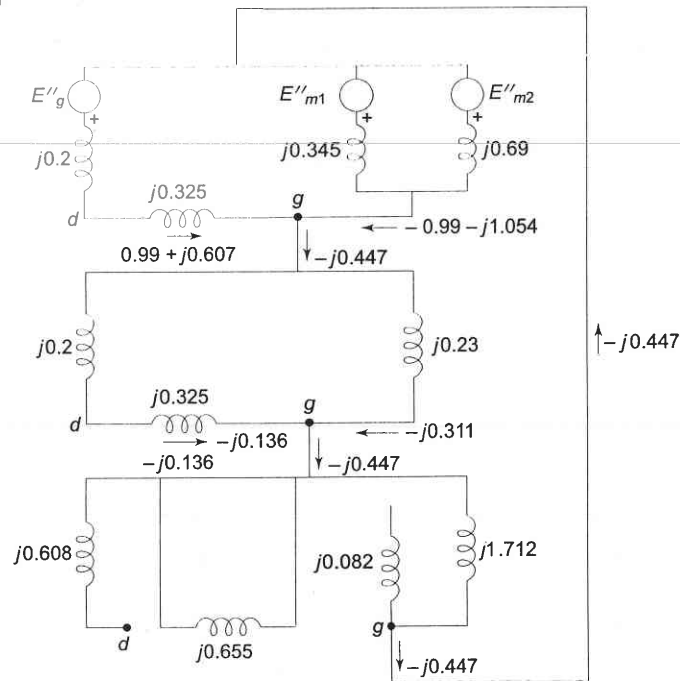 E″g
E″m1
E″m2
+
+
+
j0.2
j0.345
j0.69
j0.325
g
d
− 0.99 − j1.054
0.99 + j0.607
−j0.447
j0.2
j0.23
−j0.447
j0.325
g
d
−j0.136
−j0.311
−j0.136
−j0.447
j0.608
j0.082
j1.712
d
g
j0.655
−j0.447